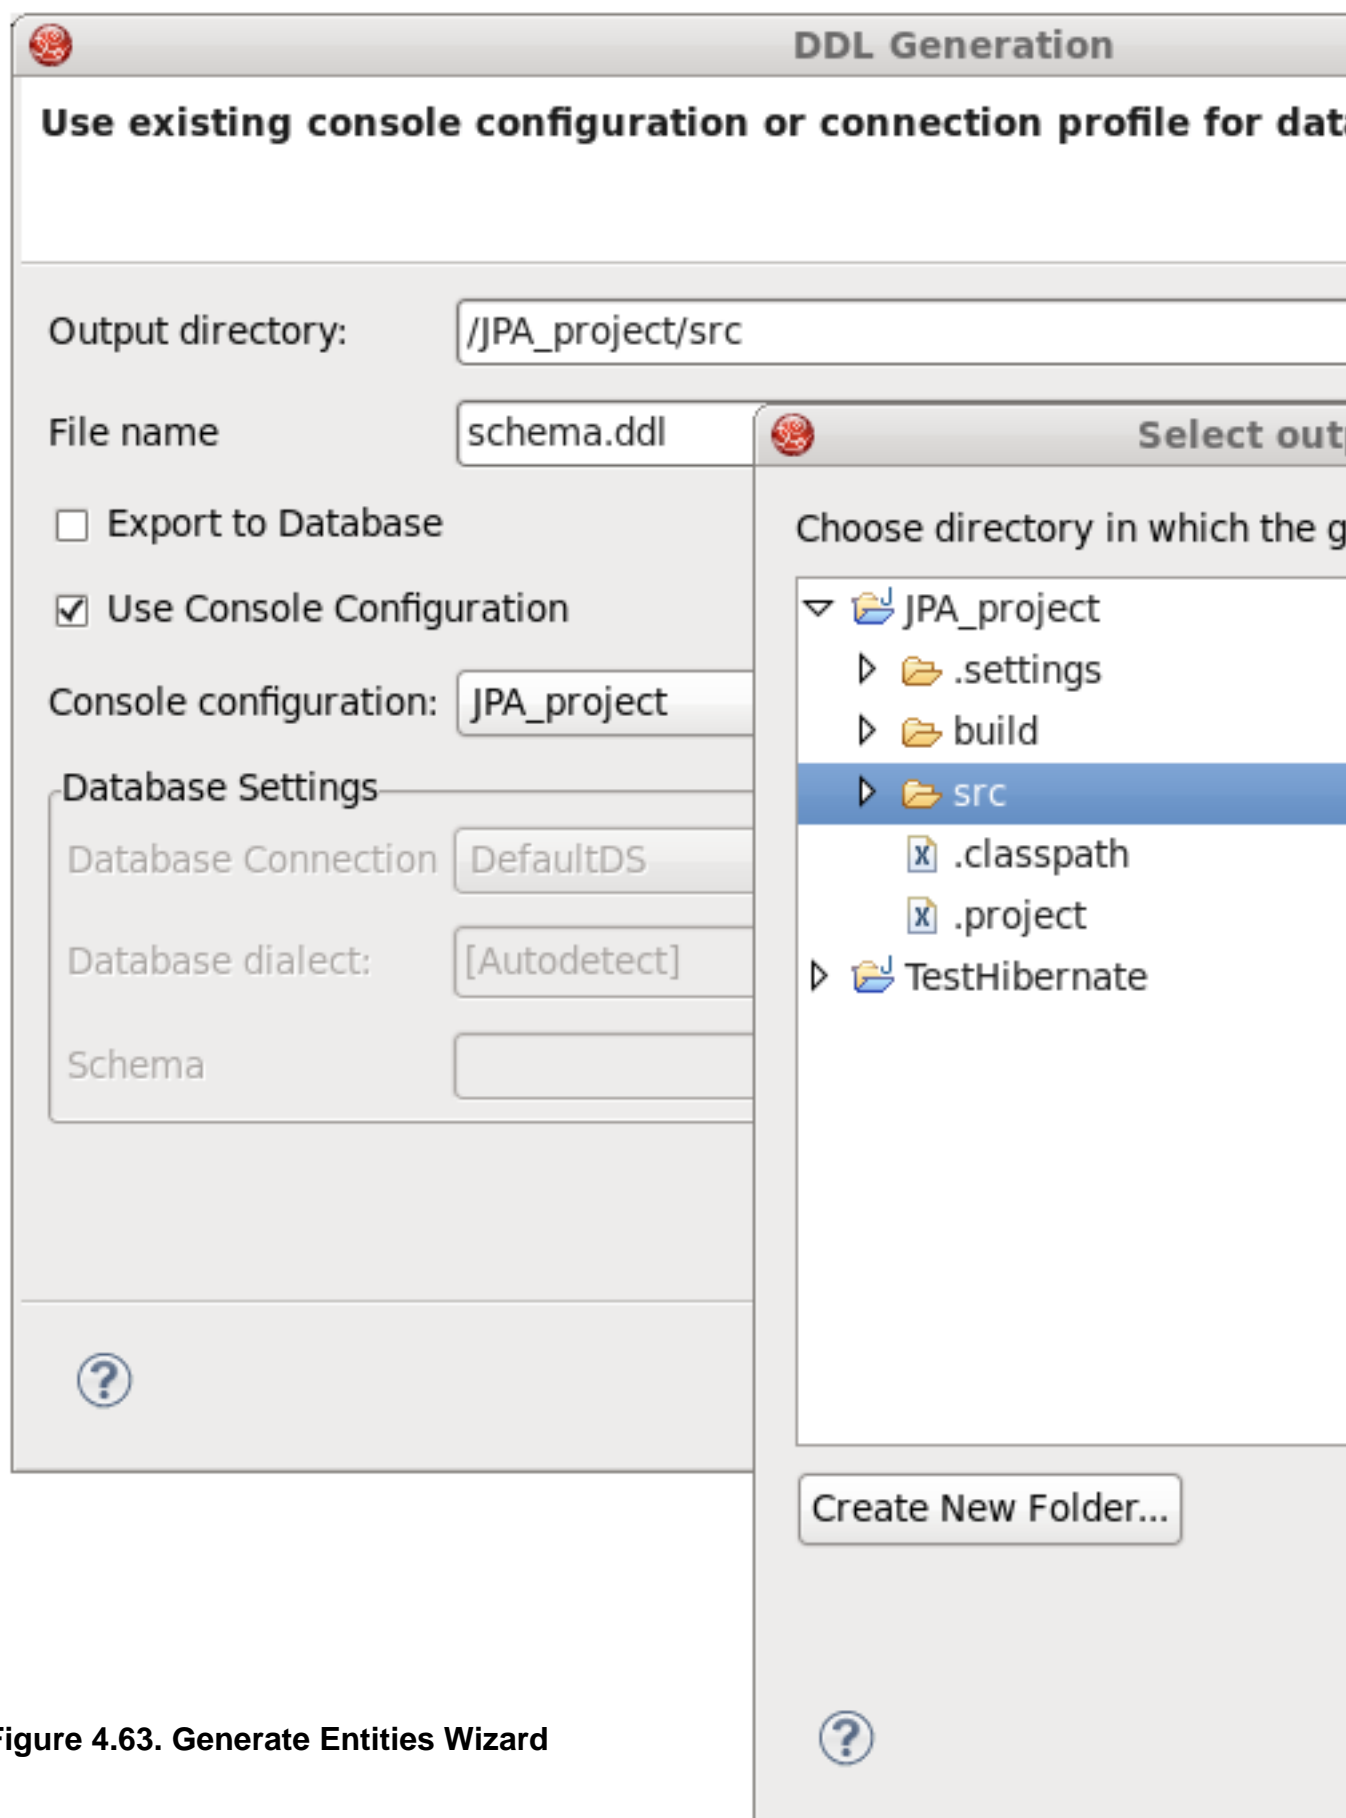 DDL Generation
Use existing console configuration or connection profile for
Output directory: /JPA_project/src
File name schema.ddl
Export to Database
Use Console Configuration
Console configuration: JPA_project
Database Settings
Database Connection DefaultDS
Database dialect: [Autodetect]
Schema
Select
Choose directory in which the
JPA_project
.settings
build
src
.classpath
.project
TestHibernate
Create New Folder...
Figure 4.63. Generate Entities Wizard